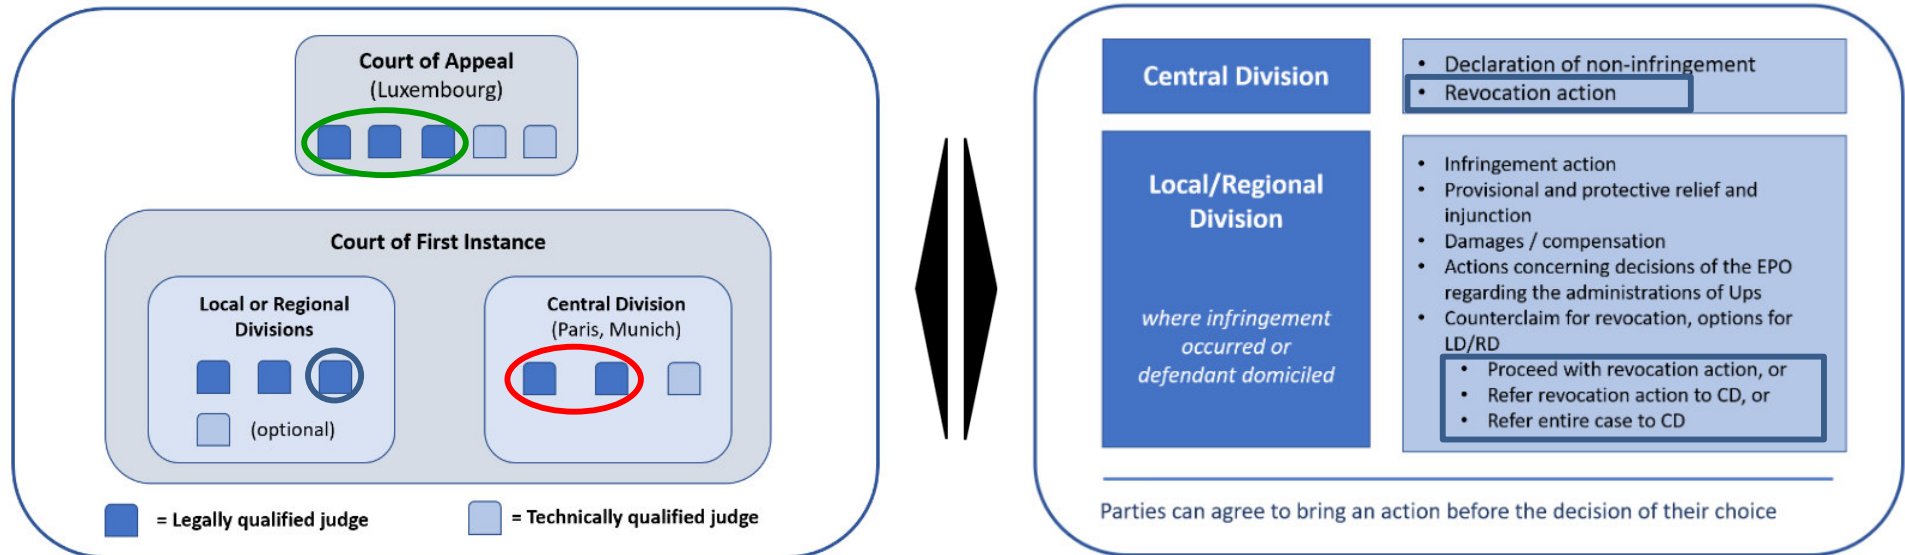 Court of Appeal
(Luxembourg)
Court of First Instance
Local or Regional
Divisions
(optional)
Central Division
(Paris, Munich)
= Legally qualified judge
= Technically qualified judge
Central Division
• Declaration of non-infringement
• Revocation action
Local/Regional
Division
where infringement
occurred or
defendant domiciled
• Infringement action
• Provisional and protective relief and
injunction
• Damages / compensation
• Actions concerning decisions of the EPO
regarding the administrations of Ups
• Counterclaim for revocation, options for
LD/RD
• Proceed with revocation action, or
• Refer revocation action to CD, or
• Refer entire case to CD
Parties can agree to bring an action before the decision of their choice